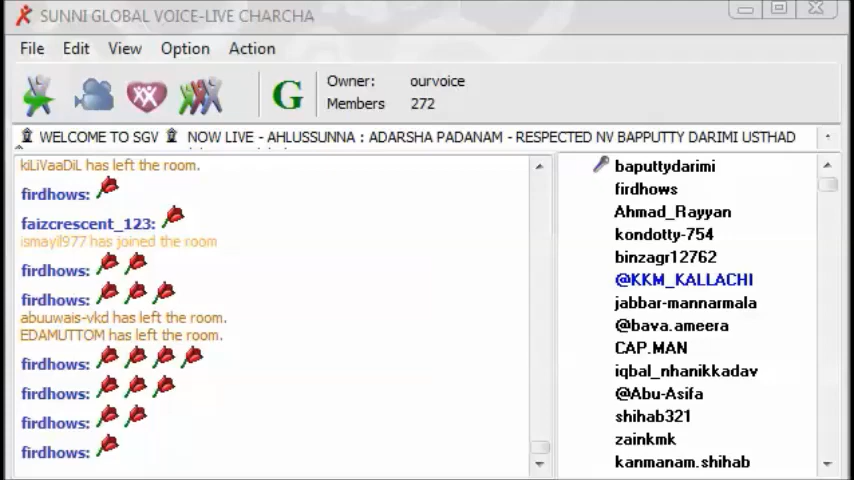 SUNNI GLOBAL VOICE-LIVE CHARCHA
File Edit View Option Action
G
Owner: ourvoice
Members 272
WELCOME TO SGV NOW LIVE - AHLUSSUNNA : ADARSHA PADANAM - RESPECTED NV BAPPUTTY DARIMI USTHAD
kiLiVaaDiL has left the room.
firdhows:
faizcrescent_123:
ismayil977 has joined the room
firdhows:
firdhows:
abuuwais-vkd has left the room.
EDAMUTTOM has left the room.
firdhows:
firdhows:
firdhows:
firdhows:
baputtydarimi
firdhows
Ahmad_Rayyan
kondotty-754
binzagr12762
@KKM_KALLACHI
jabbar-mannarmala
@bava.ameera
CAP.MAN
iqbal_nhanikkadav
@Abu-Asifa
shihab321
zainkmk
kanmanam.shihab